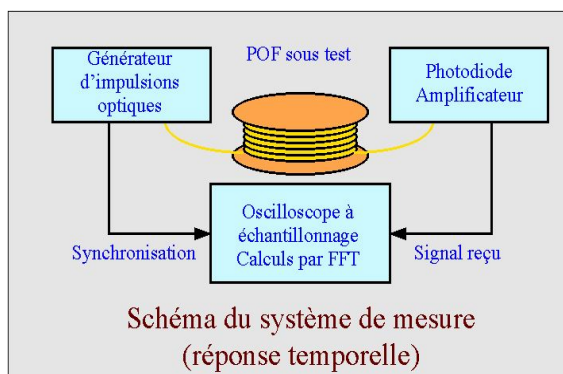 Générateur
d'impulsions
optiques
POF sous test
Photodiode
Amplificateur
Oscilloscope à
échantillonnage
Calculs par FFT
Synchronisation
Signal reçu
Schéma du système de mesure
(réponse temporelle)